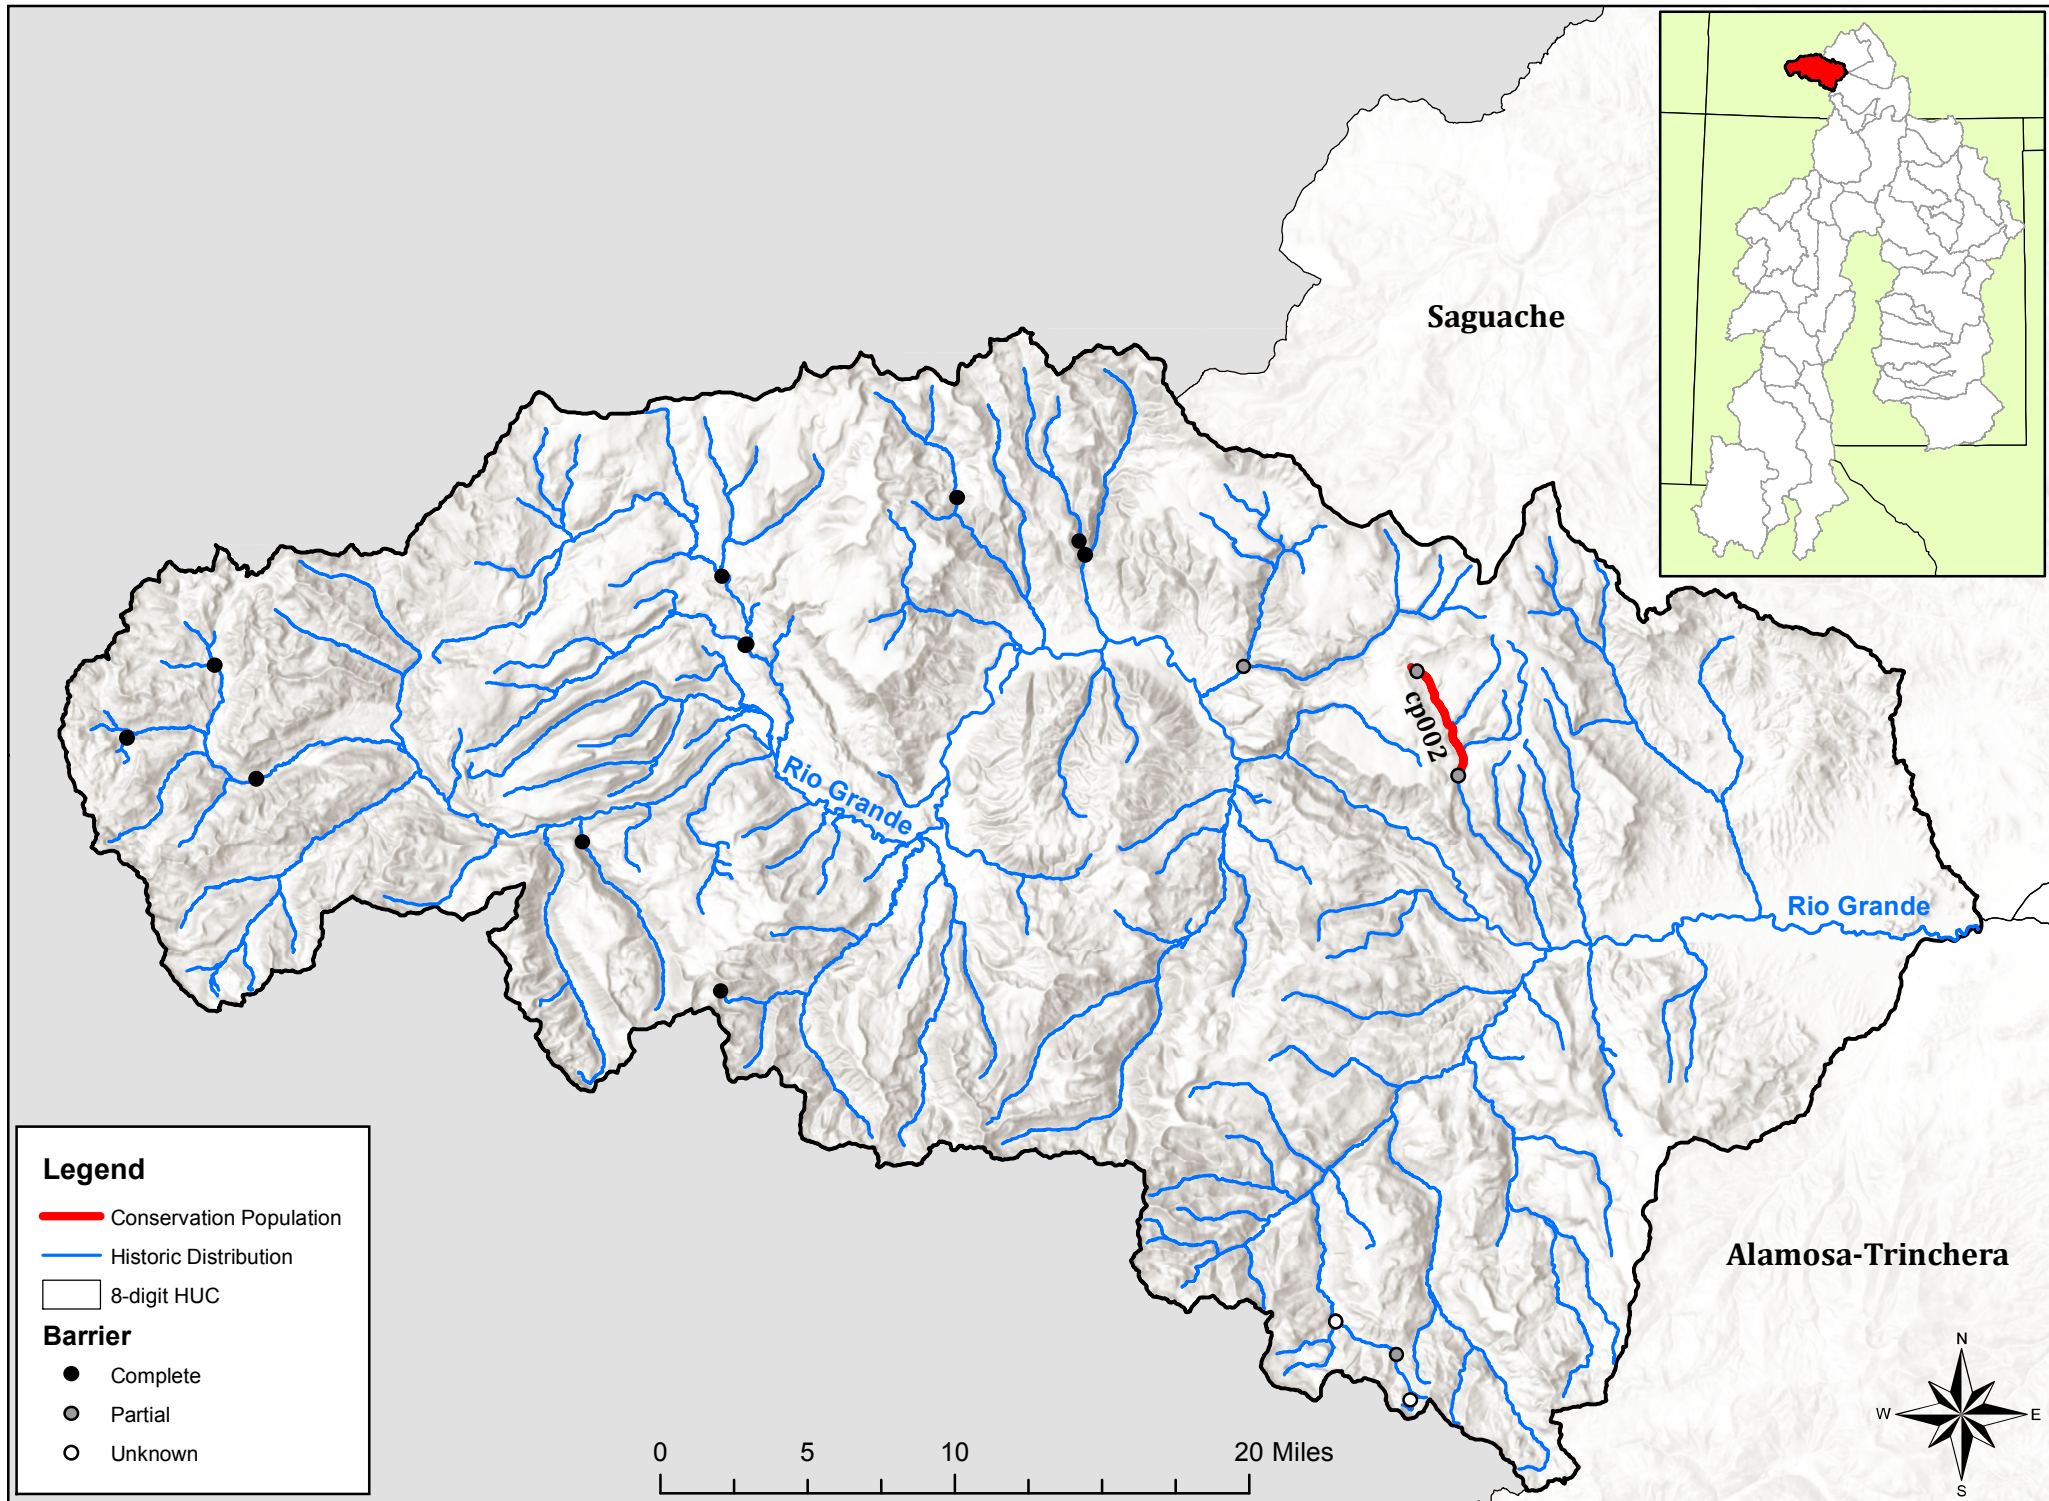 Saguache
cp002
Rio Grande
Rio Grande
Alamosa-Trinchera
Legend
Conservation Population
Historic Distribution
8-digit HUC
Barrier
Complete
Partial
Unknown
0 5 10 20 Miles
N
W E
S